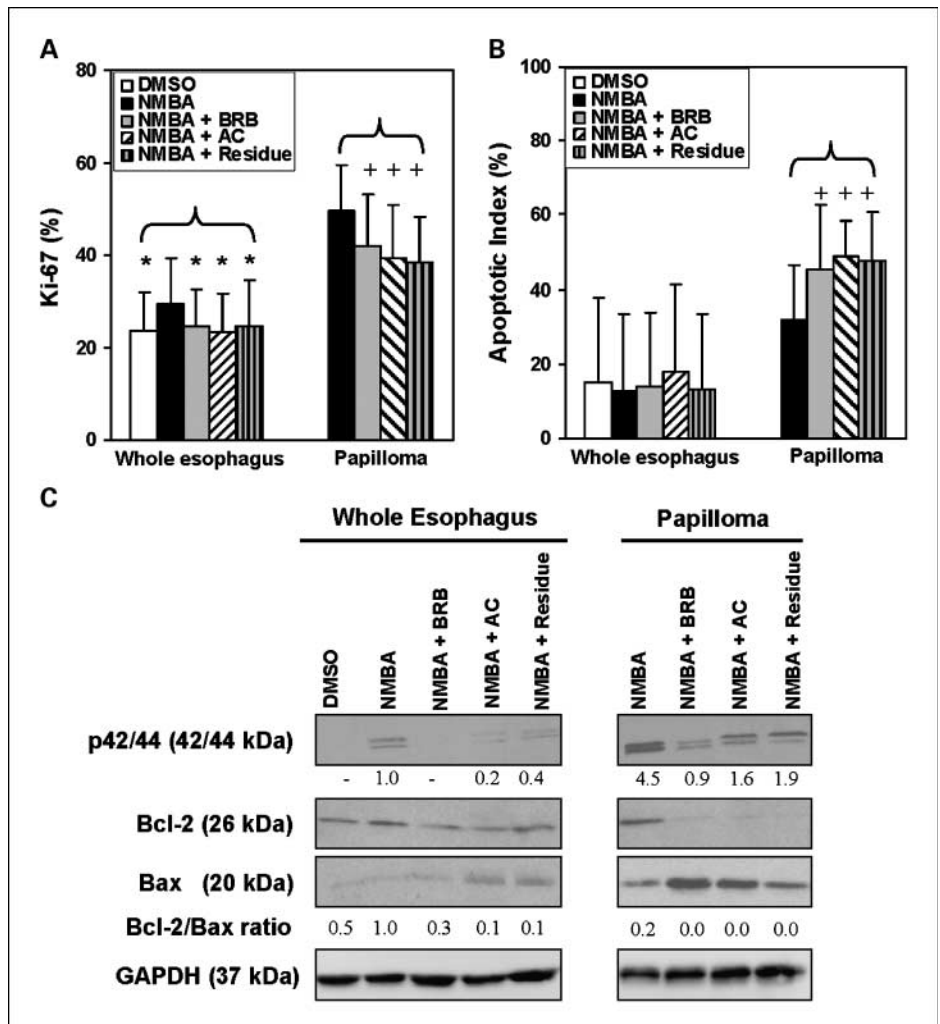 A
Ki-67 (%)
80
60
40
20
0
DMSO
NMBA
NMBA + BRB
NMBA + AC
NMBA + Residue
* * * *
+ + +
Whole esophagus
Papilloma
B
Apoptotic Index (%)
100
80
60
40
20
0
DMSO
NMBA
NMBA + BRB
NMBA + AC
NMBA + Residue
+ + +
Whole esophagus
Papilloma
C
Whole Esophagus
Papilloma
DMSO
NMBA
NMBA + BRB
NMBA + AC
NMBA + Residue
NMBA
NMBA + BRB
NMBA + AC
NMBA + Residue
p42/44 (42/44 kDa)
- 1.0 - 0.2 0.4 4.5 0.9 1.6 1.9
Bcl-2 (26 kDa)
Bax (20 kDa)
Bcl-2/Bax ratio 0.5 1.0 0.3 0.1 0.1 0.2 0.0 0.0 0.0
GAPDH (37 kDa)